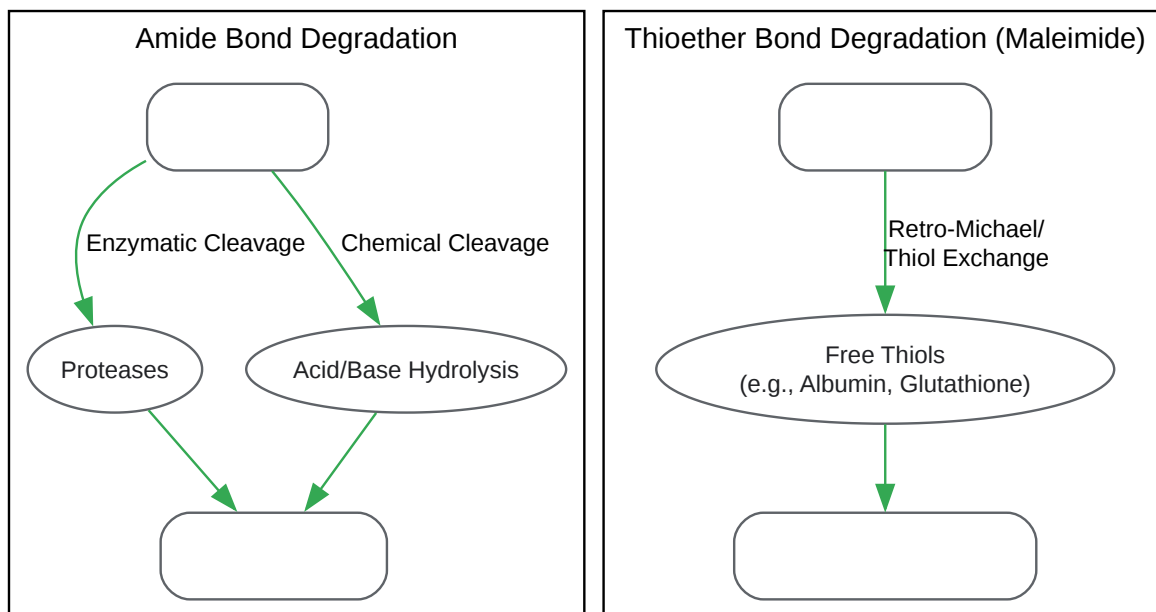 Amide Bond Degradation
Enzymatic Cleavage
Chemical Cleavage
Proteases
Acid/Base Hydrolysis
Thioether Bond Degradation (Maleimide)
Retro-Michael/
Thiol Exchange
Free Thiols
(e.g., Albumin, Glutathione)